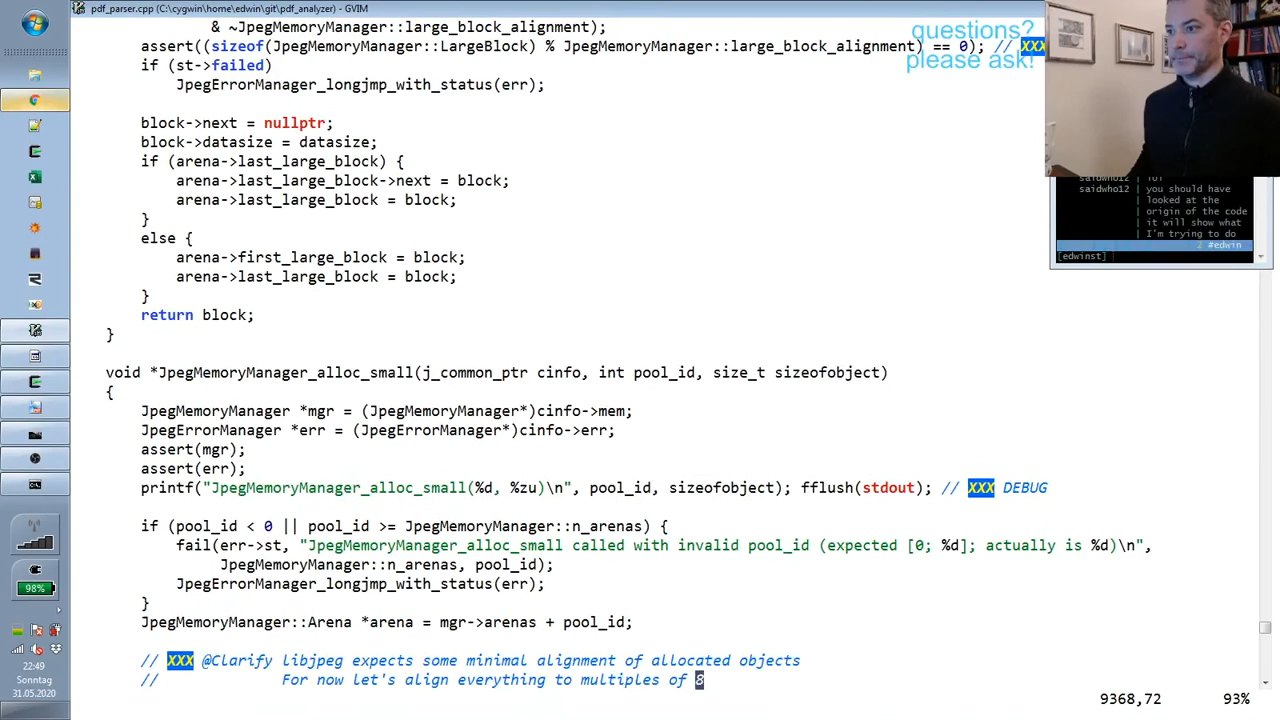 pdf_parser.cpp (C:\cygwin\home\edwin\git\pdf_analyzer) - GVIM
& ~JpegMemoryManager::large_block_alignment);
assert((sizeof(JpegMemoryManager::LargeBlock) % JpegMemoryManager::large_block_alignment) == 0); // XXX
if (st->failed)
JpegErrorManager_longjmp_with_status(err);
block->next = nullptr;
block->datasize = datasize;
if (arena->last_large_block) {
arena->last_large_block->next = block;
arena->last_large_block = block;
}
else {
arena->first_large_block = block;
arena->last_large_block = block;
}
return block;
}
void *JpegMemoryManager_alloc_small(j_common_ptr cinfo, int pool_id, size_t sizeofobject)
{
JpegMemoryManager *mgr = (JpegMemoryManager*)cinfo->mem;
JpegErrorManager *err = (JpegErrorManager*)cinfo->err;
assert(mgr);
assert(err);
printf("JpegMemoryManager_alloc_small(%d, %zu)\n", pool_id, sizeofobject); fflush(stdout); // XXX DEBUG
if (pool_id < 0 || pool_id >= JpegMemoryManager::n_arenas) {
fail(err->st, "JpegMemoryManager_alloc_small called with invalid pool_id (expected [0; %d]; actually is %d)\n",
JpegMemoryManager::n_arenas, pool_id);
JpegErrorManager_longjmp_with_status(err);
}
JpegMemoryManager::Arena *arena = mgr->arenas + pool_id;
// XXX @Clarify libjpeg expects some minimal alignment of allocated objects
// For now let's align everything to multiples of 8
9368,72 93%
questions?
please ask!
saidwho12 | lol
saidwho12 | you should have
| looked at the
| origin of the code
| it will show what
| I'm trying to do
2 #edwin
[edwinst]
98%
22:49
Sonntag
31.05.2020